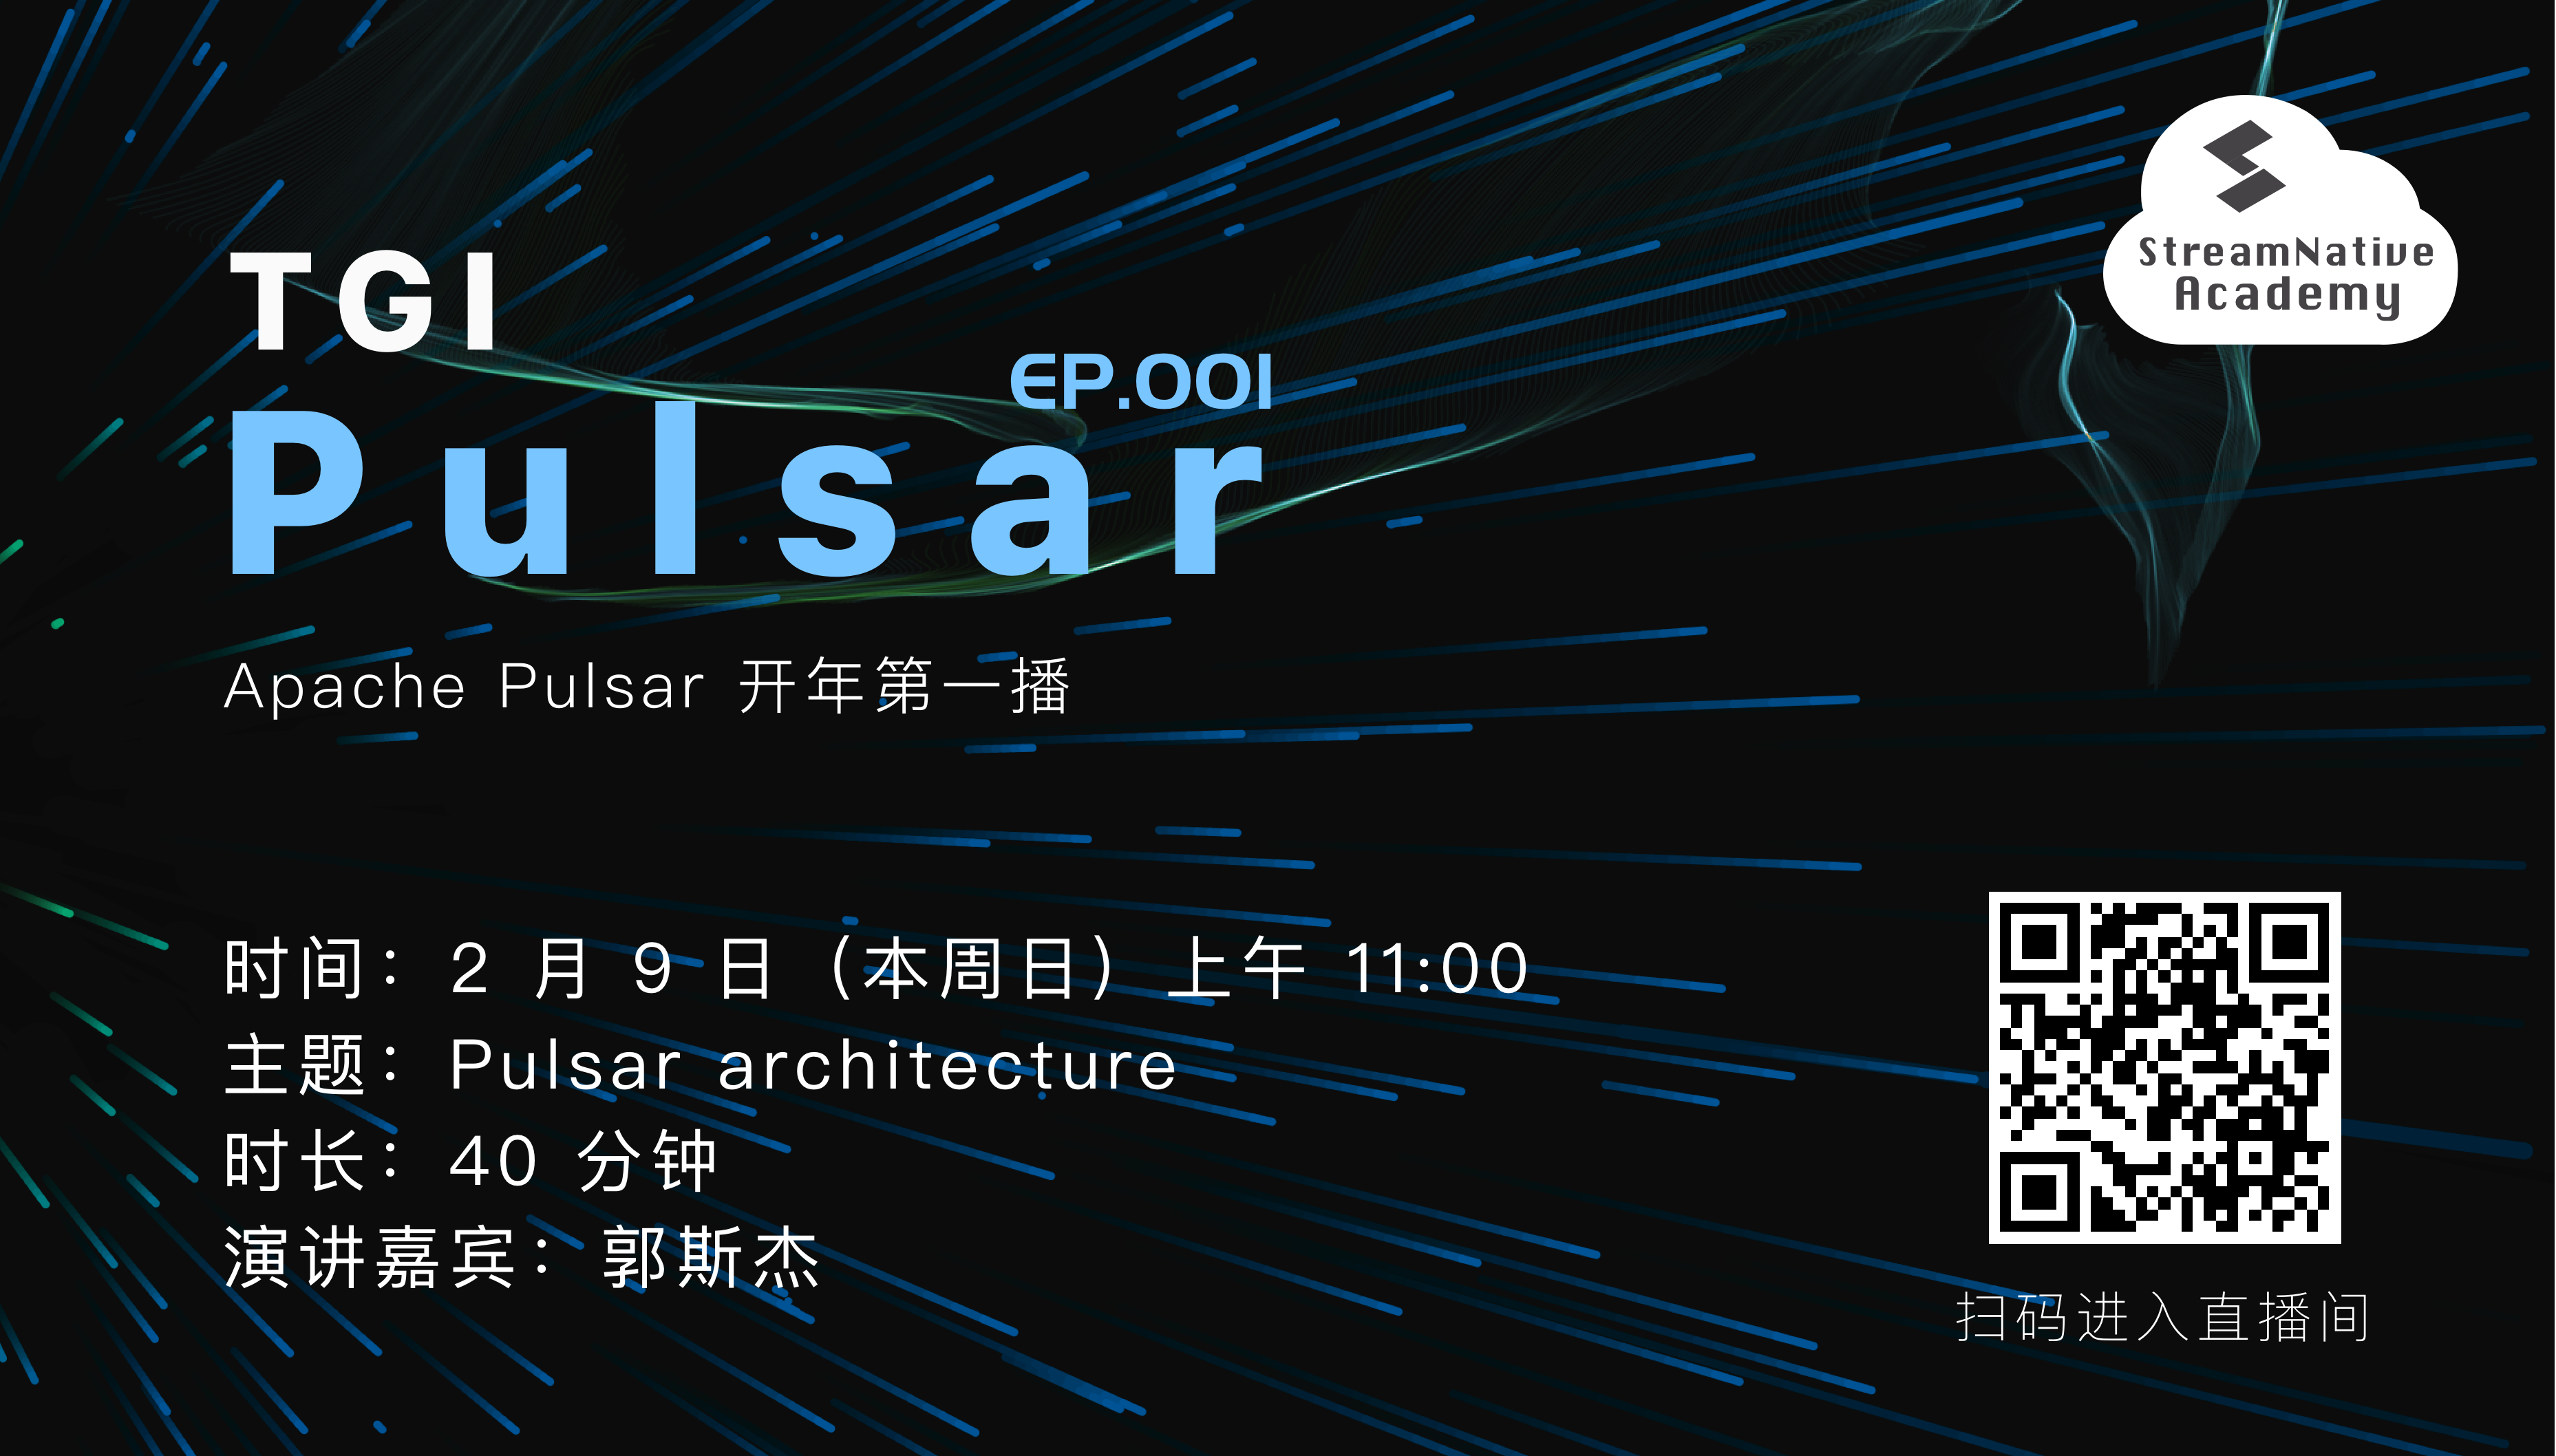 TGI
EP.001
Pulsar
Apache Pulsar 开年第一播
StreamNative
Academy
时间：2 月 9 日（本周日）上午 11:00
主题：Pulsar architecture
时长：40 分钟
演讲嘉宾：郭斯杰
扫码进入直播间